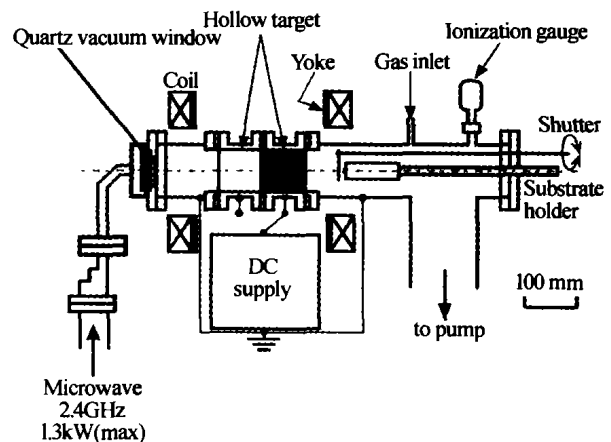 Quartz vacuum window
Hollow target
Ionization gauge
Coil
Yoke
Gas inlet
Shutter
Substrate
holder
DC
supply
100 mm
to pump
Microwave
2.4GHz
1.3kW(max)